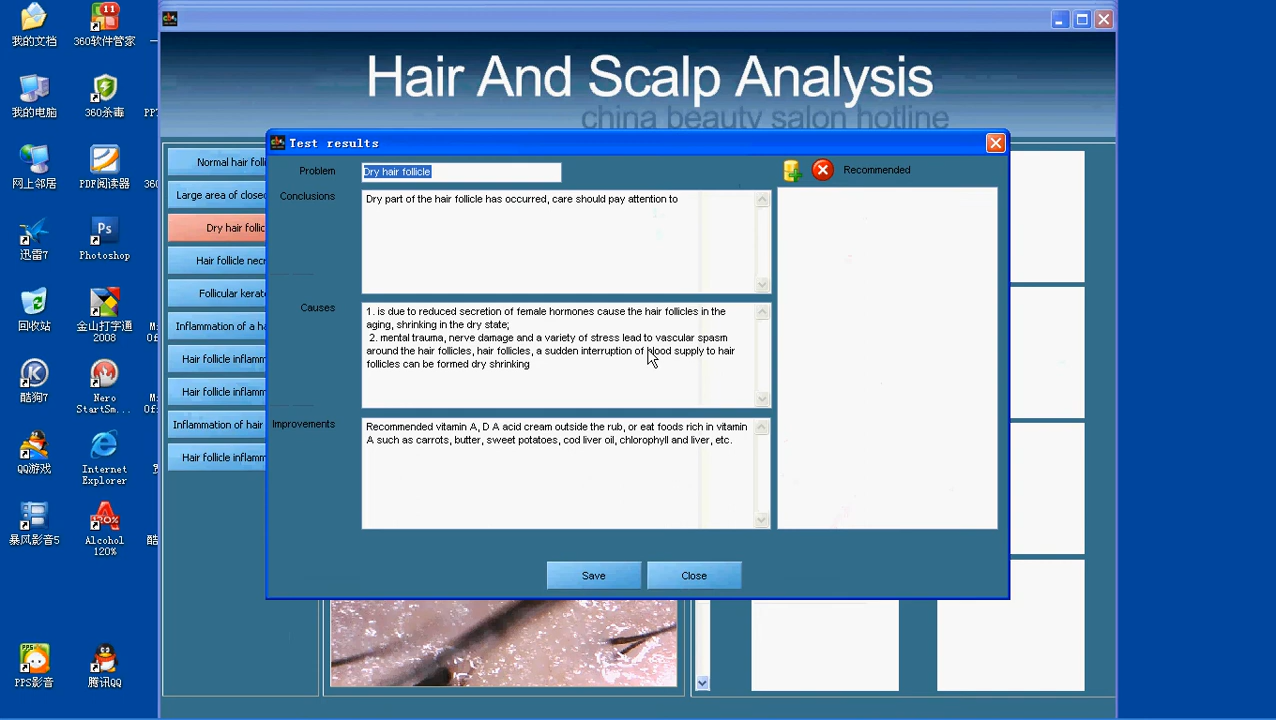 我的文档
11
360软件管家
我的电脑
360杀毒
网上邻居
PDF阅读器
迅雷7
Ps
Photoshop
回收站
金山打字通
2008
酷狗7
Nero
StartSm...
QQ游戏
Internet
Explorer
暴风影音5
120%
Alcohol
120%
PPS
PPS影音
腾讯QQ
Hair And Scalp Analysis
china beauty salon hotline
Normal hair foll
Large area of closed
Dry hair follic
Hair follicle necr
Follicular kerat
Inflammation of a ha
Hair follicle inflamm
Hair follicle inflamm
Inflammation of hair
Hair follicle inflamm
Test results
Problem
Dry hair follicle
Recommended
Conclusions
Dry part of the hair follicle has occurred, care should pay attention to
Causes
1. is due to reduced secretion of female hormones cause the hair follicles in the
aging, shrinking in the dry state;
2. mental trauma, nerve damage and a variety of stress lead to vascular spasm
around the hair follicles, hair follicles, a sudden interruption of blood supply to hair
follicles can be formed dry shrinking
Improvements
Recommended vitamin A, D A acid cream outside the rub, or eat foods rich in vitamin
A such as carrots, butter, sweet potatoes, cod liver oil, chlorophyll and liver, etc.
Save
Close